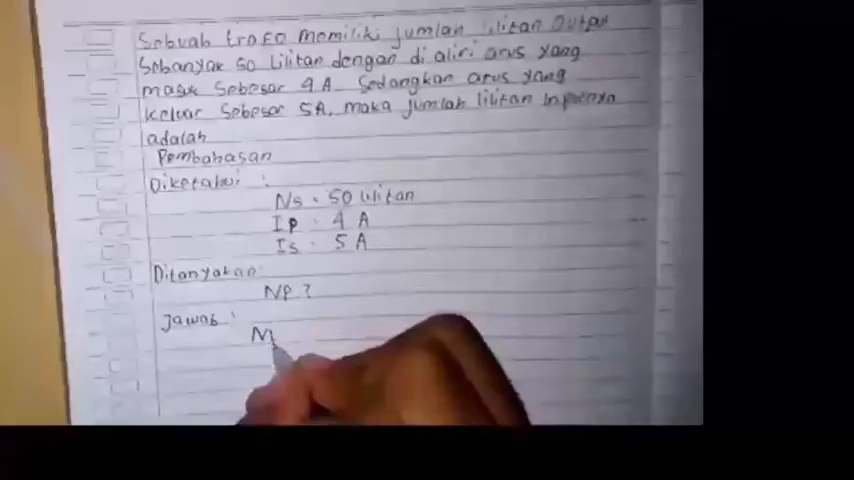 Sebuah trafo memiliki jumlah lilitan Output
Sebanyak 50 Lilitan dengan di aliri arus yang
masuk Sebesar 4 A Sedangkan arus yang
keluar Sebesar 5A, maka jumlah lilitan Inputnya
adalah
Pembahasan
Diketahui :
Ns = 50 lilitan
Ip = 4 A
Is = 5 A
Ditanyakan:
Np ?
Jawab :
N